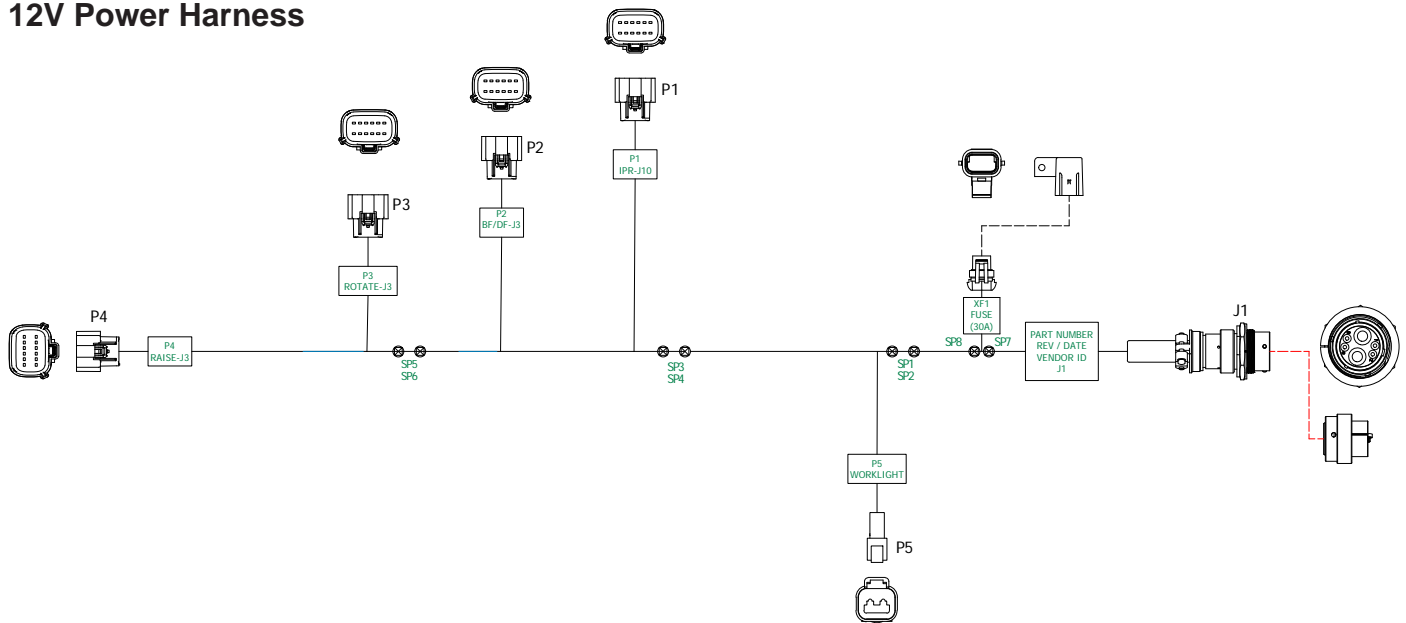 12V Power Harness
P1
P1
IPR-J10
P2
P2
BF/DF-J3
P3
P3
ROTATE-J3
P4
P4
RAISE-J3
SP5
SP6
SP3
SP4
SP1
SP2
SP8
SP7
XF1
FUSE
(30A)
PART NUMBER
REV / DATE
VENDOR ID
J1
J1
P5
WORKLIGHT
P5